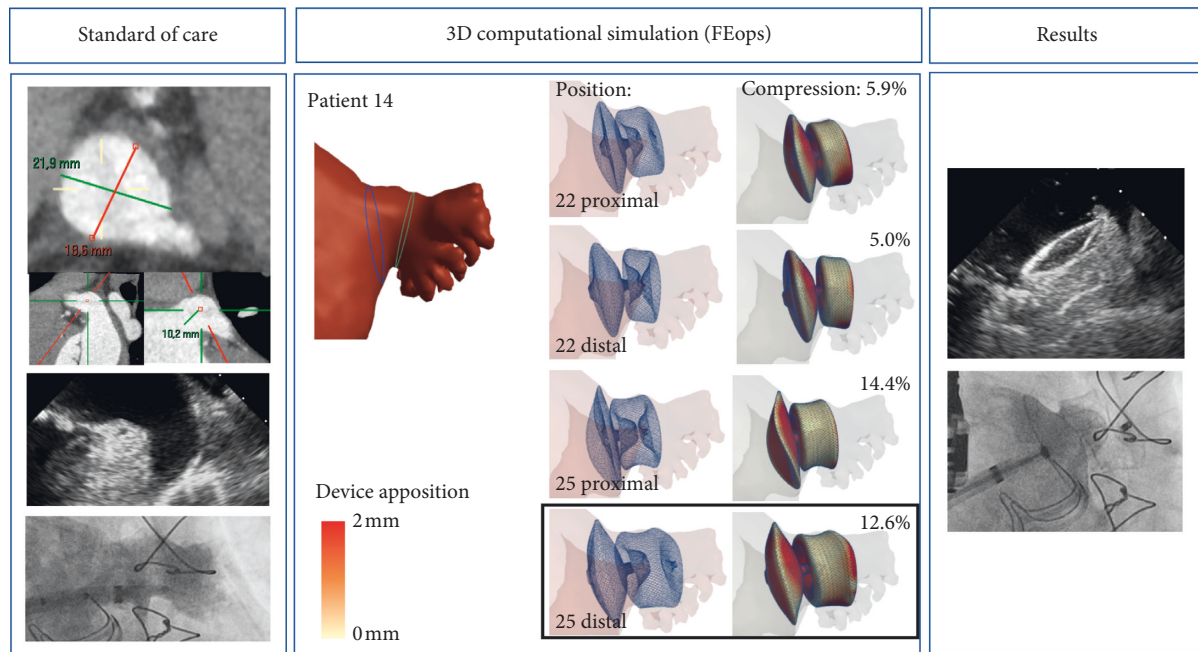 Standard of care
3D computational simulation (FEops)
Results
21,9 mm
18,6 mm
10,2 mm
Patient 14
Device apposition
2 mm
0 mm
Position:
Compression: 5.9%
22 proximal
5.0%
22 distal
14.4%
25 proximal
12.6%
25 distal